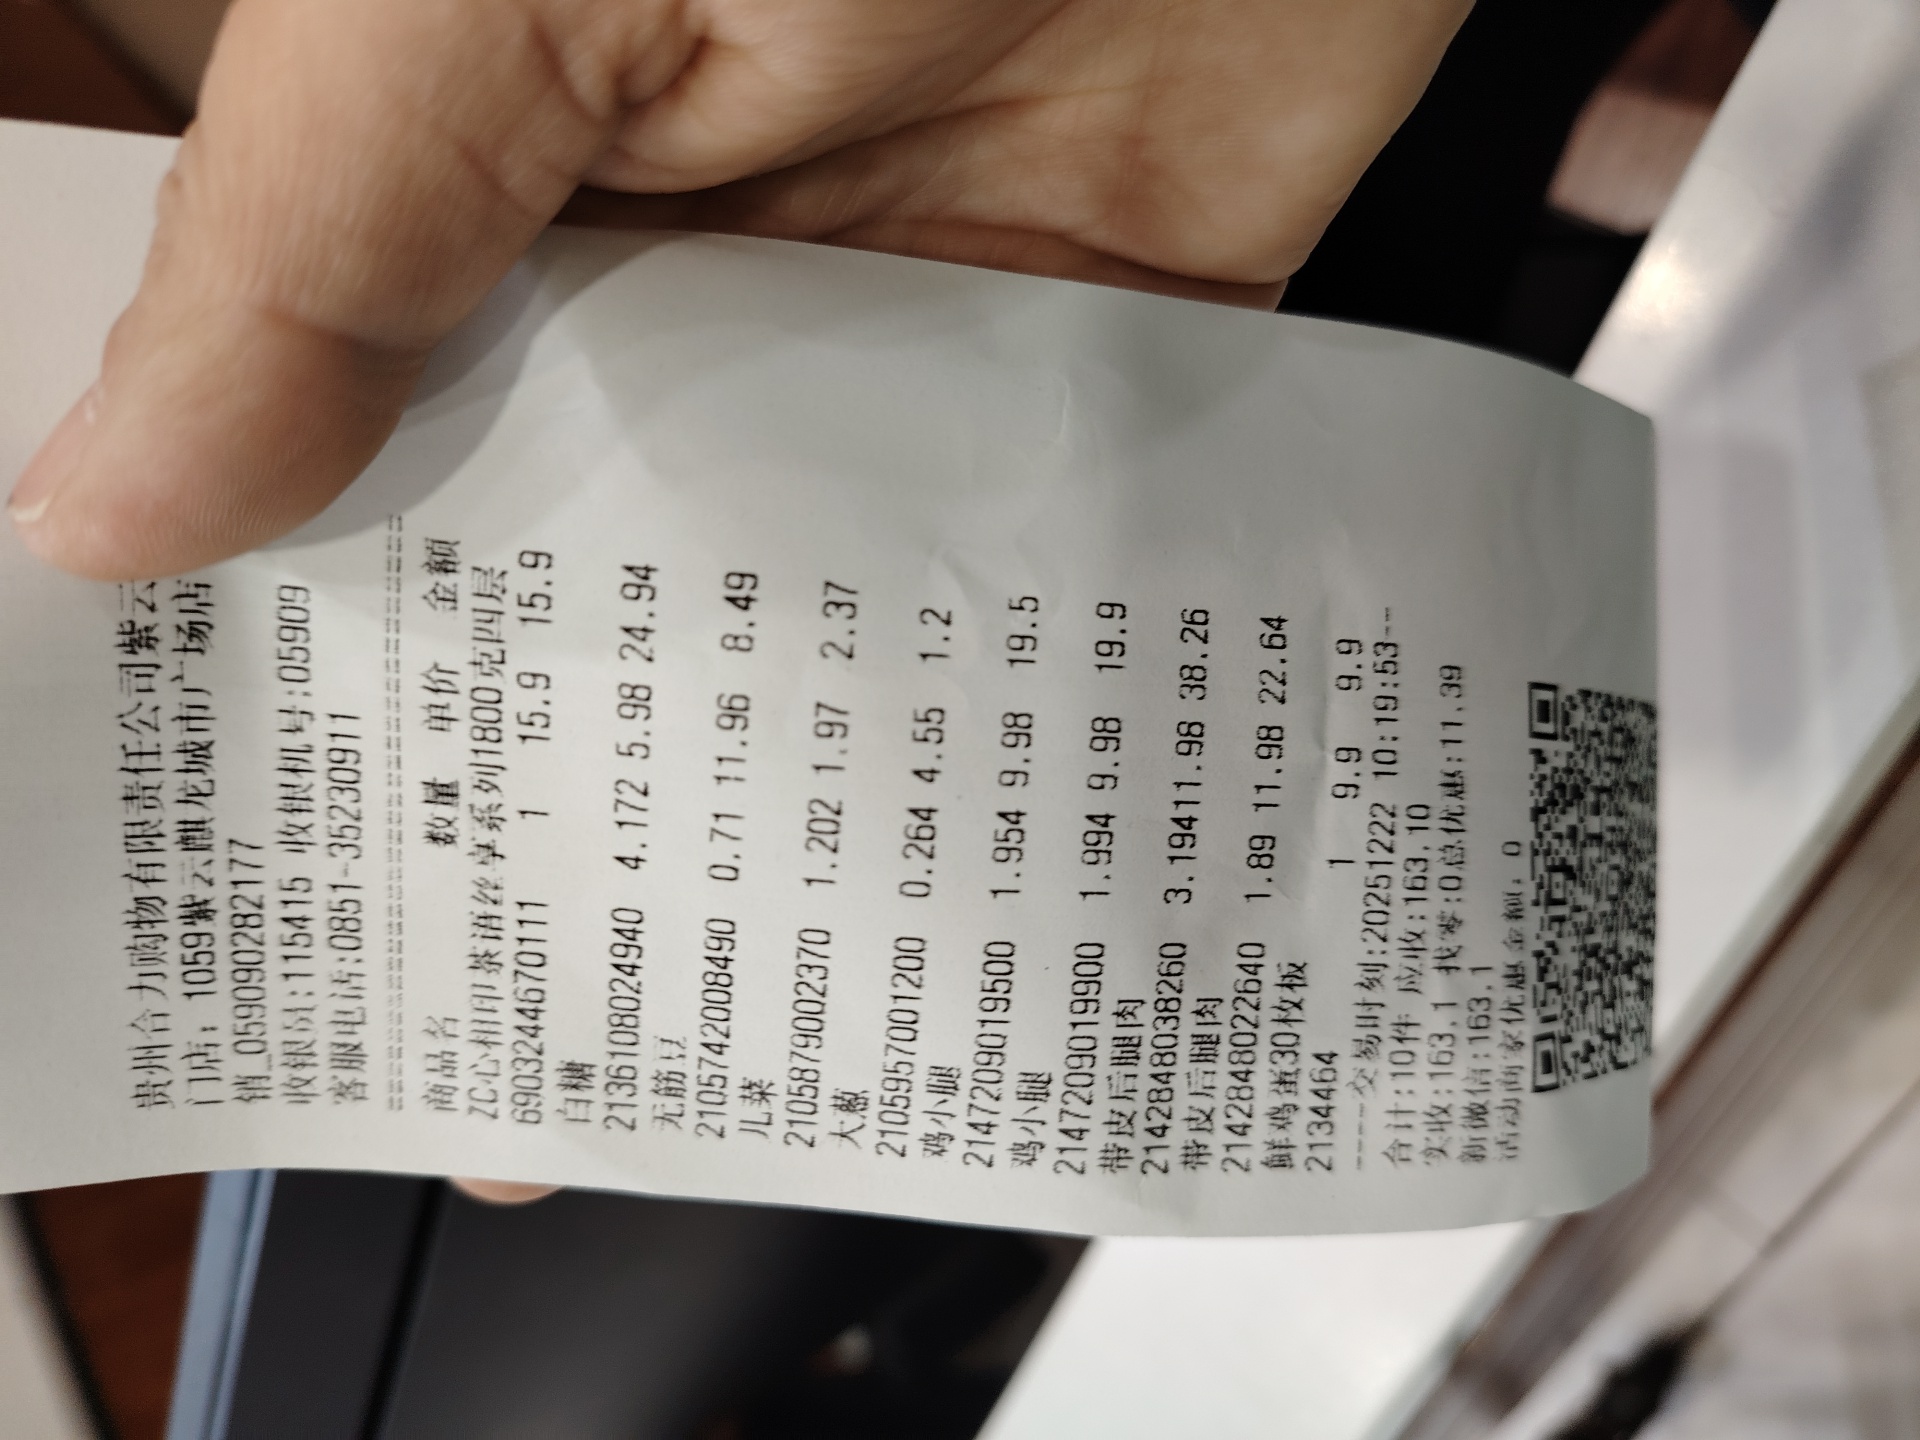 贵州合力购物有限责任公司紫云
门店: 1059紫云麒龙城市广场店
销_059090282177
收银员:115415 收银机号:05909
客服电话:0851-35230911
商品名 数量 单价 金额
ZC心相印茶语丝享系列1800克四层
6903244670111 1 15.9 15.9
白糖
2136108024940 4.172 5.98 24.94
无筋豆
2105742008490 0.71 11.96 8.49
儿菜
2105879002370 1.202 1.97 2.37
大葱
2105957001200 0.264 4.55 1.2
鸡小腿
2147209019500 1.954 9.98 19.5
鸡小腿
2147209019900 1.994 9.98 19.9
带皮后腿肉
2142848038260 3.19411.98 38.26
带皮后腿肉
2142848022640 1.89 11.98 22.64
鲜鸡蛋30枚板
2134464 1 9.9 9.9
----交易时刻:20251222 10:19:53--
合计:10件 应收:163.10
实收:163.1 找零:0总优惠:11.39
新微信:163.1
活动商家优惠金额: 0